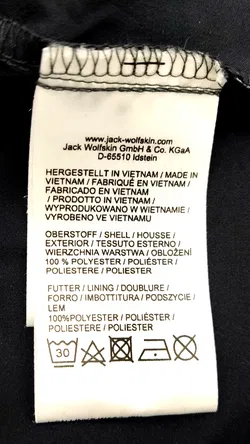 www.jack-wolfskin.com
Jack Wolfskin GmbH & Co. KGaA
D-65510 Idstein
HERGESTELLT IN VIETNAM / MADE IN
VIETNAM / FABRIQUÉ EN VIETNAM /
FABRICADO EN VIETNAM
/ PRODOTTO IN VIETNAM /
WYPRODUKOWANO W WIETNAMIE /
VYROBENO VE VIETNAMU
OBERSTOFF / SHELL / HOUSSE /
EXTERIOR / TESSUTO ESTERNO /
WIERZCHNIA WARSTWA / OBLOŽENÍ
100 % POLYESTER / POLIÉSTER /
POLIESTERE / POLIESTER
FUTTER / LINING / DOUBLURE /
FORRO / IMBOTTITURA / PODSZYCIE /
LEM
100%POLYESTER / POLIÉSTER /
POLIESTERE / POLIESTER
30